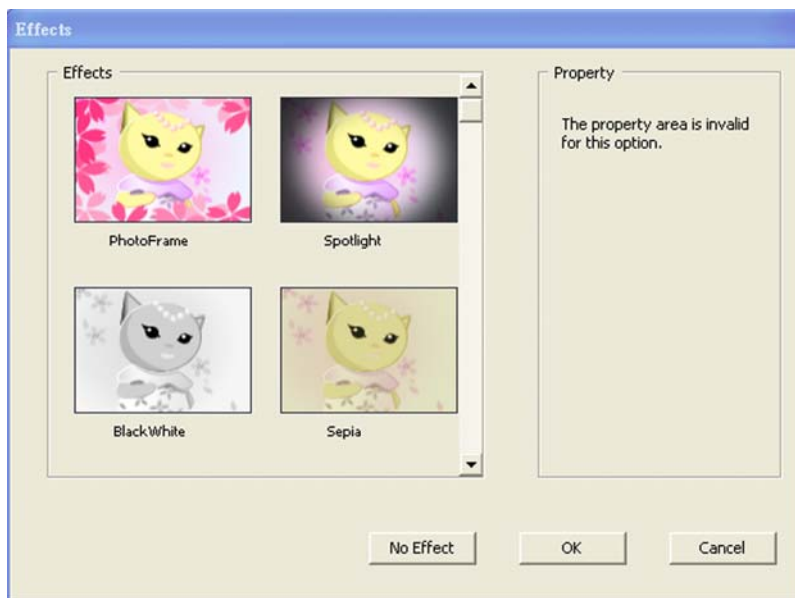 Effects
Effects
PhotoFrame
Spotlight
BlackWhite
Sepia
Property
The property area is invalid
for this option.
No Effect
OK
Cancel